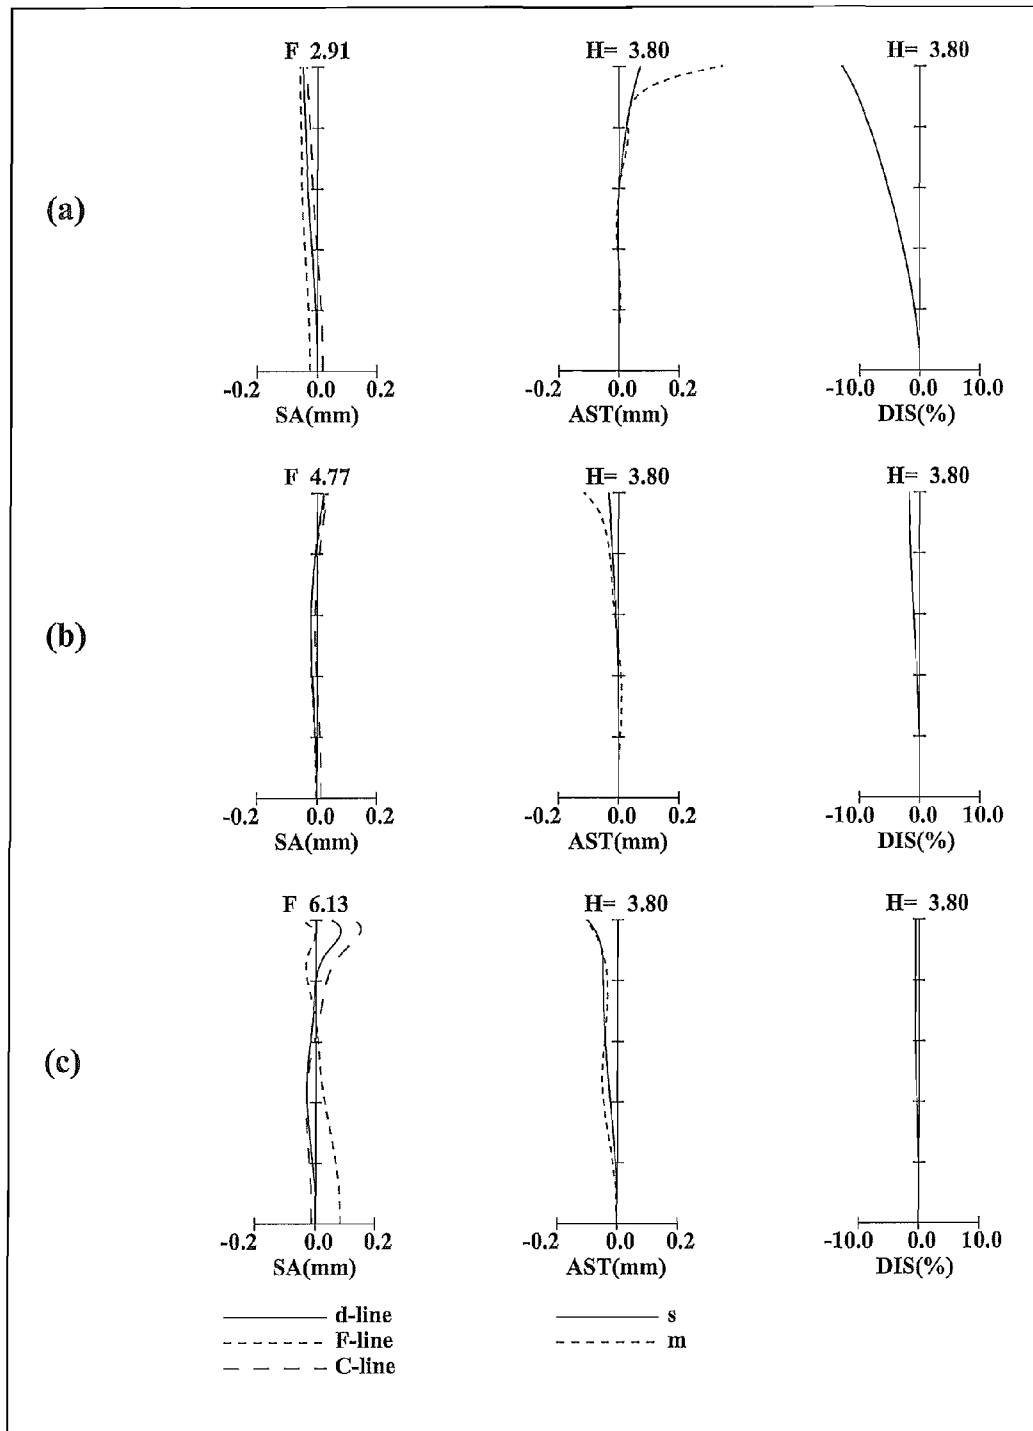 F 2.91 H= 3.80 H= 3.80
(a)
-0.2 0.0 0.2 -0.2 0.0 0.2 -10.0 0.0 10.0
SA(mm) AST(mm) DIS(%)
F 4.77 H= 3.80 H= 3.80
(b)
-0.2 0.0 0.2 -0.2 0.0 0.2 -10.0 0.0 10.0
SA(mm) AST(mm) DIS(%)
F 6.13 H= 3.80 H= 3.80
(c)
-0.2 0.0 0.2 -0.2 0.0 0.2 -10.0 0.0 10.0
SA(mm) AST(mm) DIS(%)
d-line s
F-line m
C-line